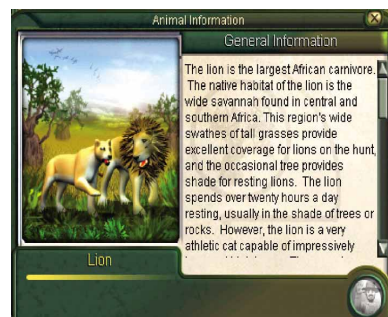 Animal Information
General Information
The lion is the largest African carnivore.
The native habitat of the lion is the
wide savannah found in central and
southern Africa. This region's wide
swathes of tall grasses provide
excellent coverage for lions on the hunt,
and the occasional tree provides
shade for resting lions. The lion
spends over twenty hours a day
resting, usually in the shade of trees or
rocks. However, the lion is a very
athletic cat capable of impressively
Lion